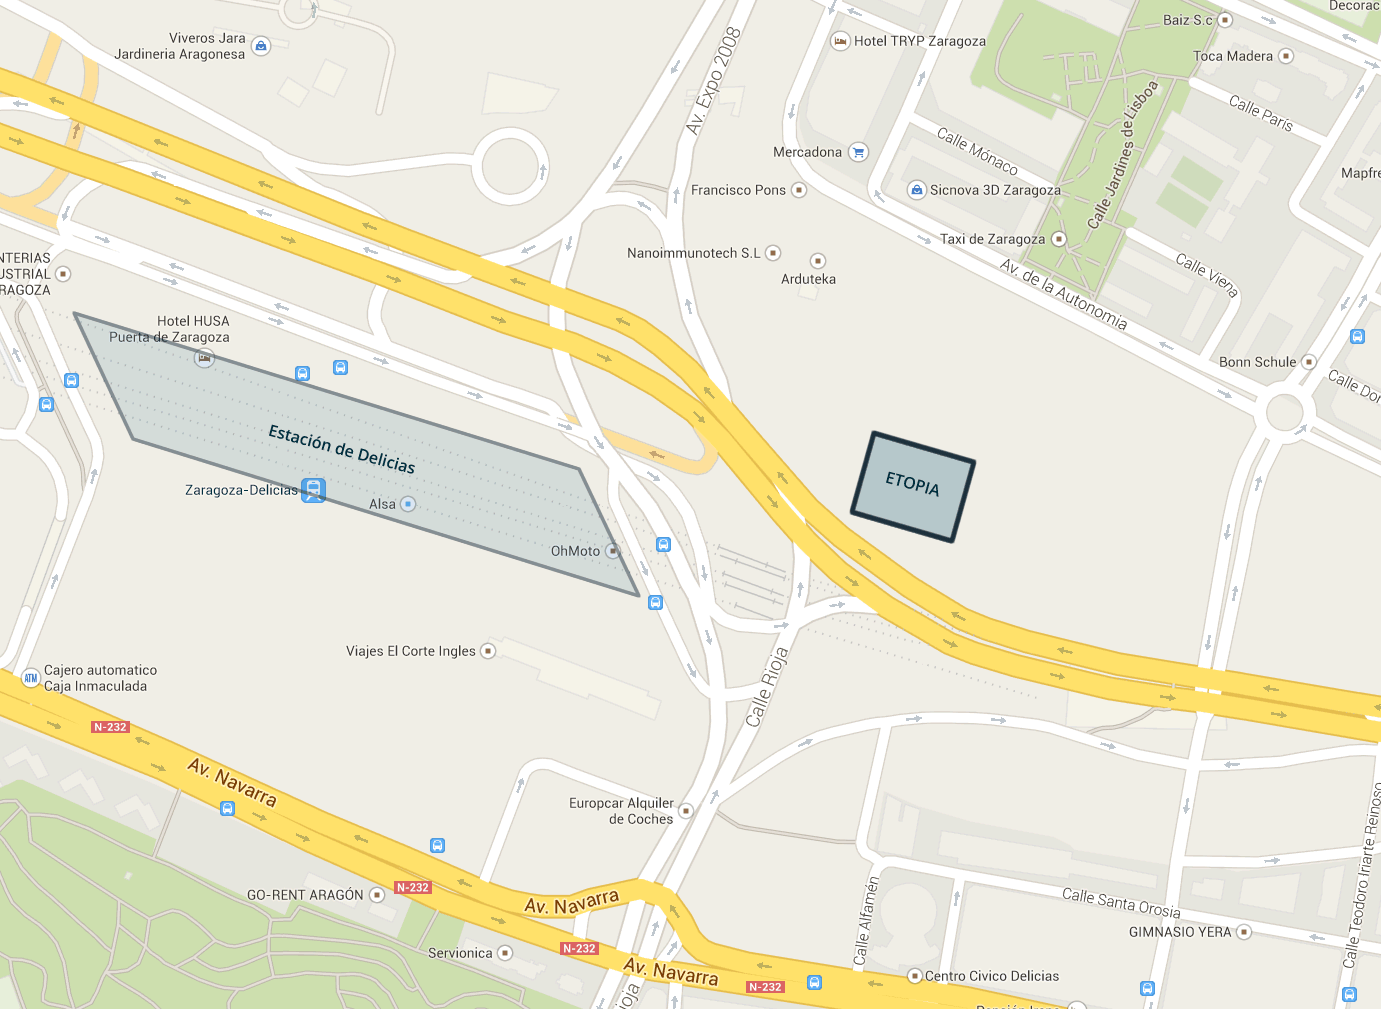 Decorac
Baiz S.c
Viveros Jara
Jardineria Aragonesa
Hotel TRYP Zaragoza
Toca Madera
Av. Expo 2008
Calle París
Calle Jardines de Lisboa
Calle Mónaco
Mercadona
Mapfre
Francisco Pons
Sicnova 3D Zaragoza
Taxi de Zaragoza
Nanoimmunotech S.L
Arduteka
Calle Viena
Av. de la Autonomia
NTERIAS
USTRIAL
RAGOZA
Hotel HUSA
Puerta de Zaragoza
Bonn Schule
Calle Dor
Estación de Delicias
ETOPIA
Zaragoza-Delicias
Alsa
OhMoto
Viajes El Corte Ingles
Cajero automatico
Caja Inmaculada
ATM
Calle Rioja
N-232
Av. Navarra
Europcar Alquiler
de Coches
Calle Teodoro Iriarte Reinoso
GO-RENT ARAGÓN
N-232
Av. Navarra
Calle Alfamén
Calle Santa Orosia
GIMNASIO YERA
Servionica
N-232
Av. Navarra
N-232
Centro Civico Delicias
ioja